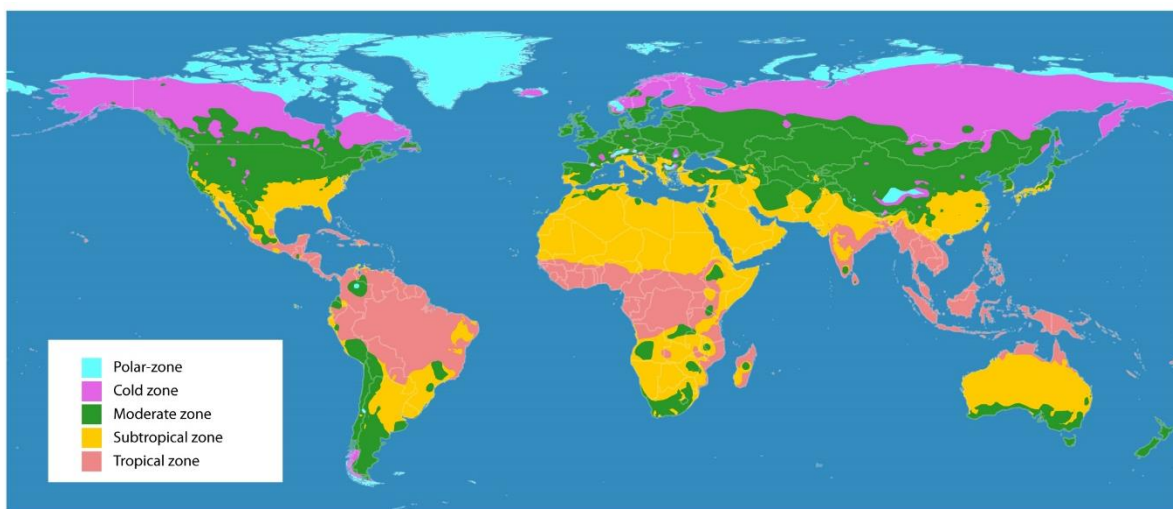 Polar-zone
Cold zone
Moderate zone
Subtropical zone
Tropical zone